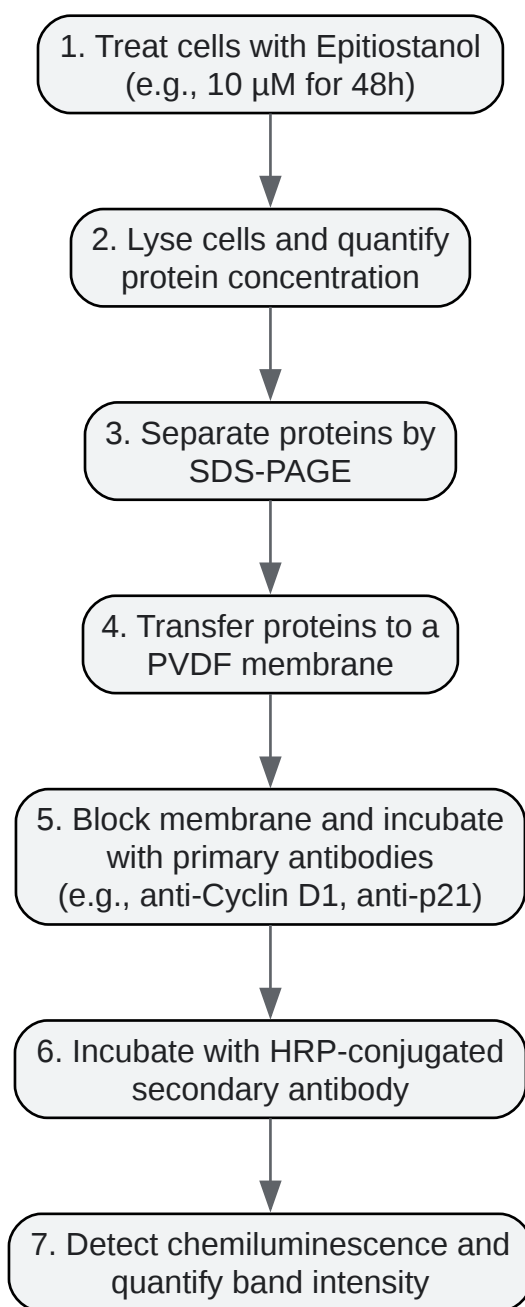 1. Treat cells with Epitiostanol
(e.g., 10 µM for 48h)
2. Lyse cells and quantify
protein concentration
3. Separate proteins by
SDS-PAGE
4. Transfer proteins to a
PVDF membrane
5. Block membrane and incubate
with primary antibodies
(e.g., anti-Cyclin D1, anti-p21)
6. Incubate with HRP-conjugated
secondary antibody
7. Detect chemiluminescence and
quantify band intensity